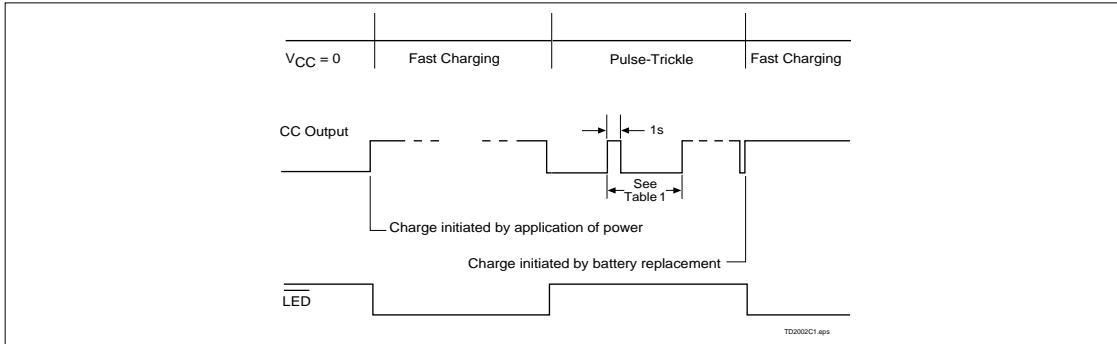 VCC = 0
Fast Charging
Pulse-Trickle
Fast Charging
CC Output
1s
See
Table 1
Charge initiated by application of power
Charge initiated by battery replacement
LED
TD2002C1.eps